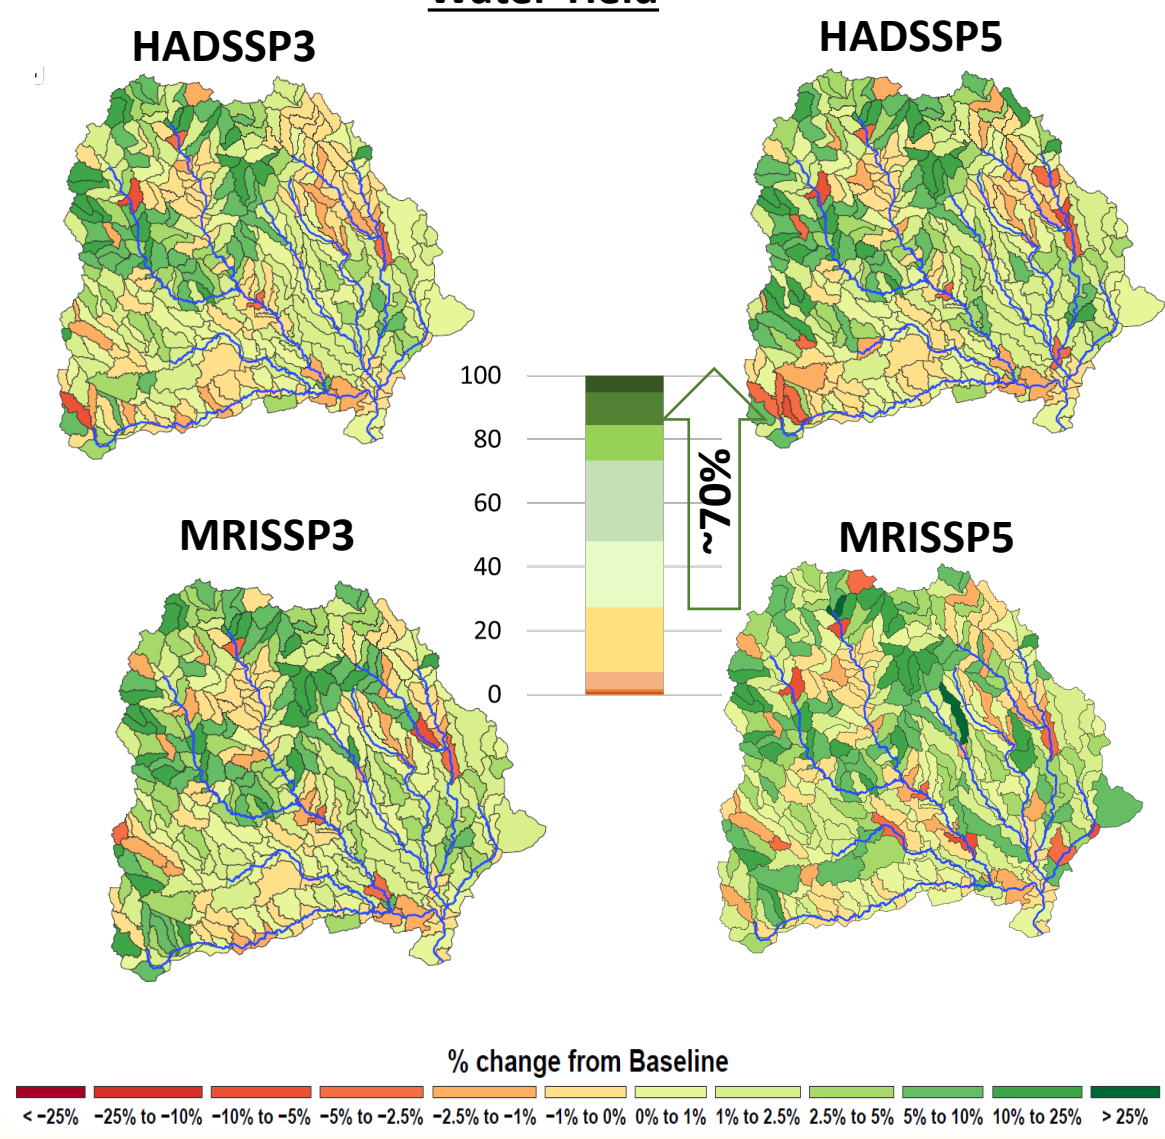 Water Yield
HADSSP3
HADSSP5
100
80
60
40
20
0
~70%
MRISSP3
MRISSP5
% change from Baseline
< −25%
−25% to −10%
−10% to −5%
−5% to −2.5%
−2.5% to −1%
−1% to 0%
0% to 1%
1% to 2.5%
2.5% to 5%
5% to 10%
10% to 25%
> 25%